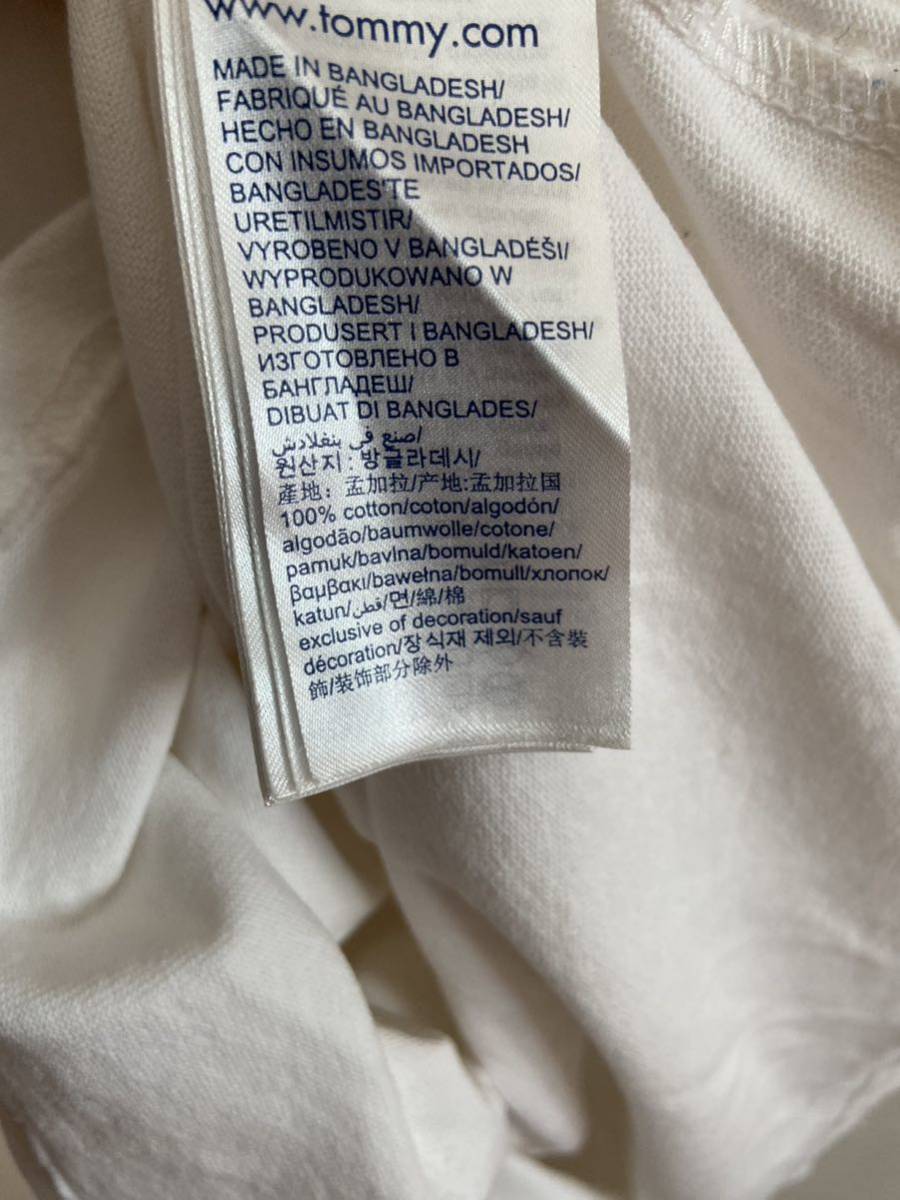 www.tommy.com
MADE IN BANGLADESH/
FABRIQUÉ AU BANGLADESH/
HECHO EN BANGLADESH
CON INSUMOS IMPORTADOS/
BANGLADES'TE
URETILMISTIR/
VYROBENO V BANGLADÉŠI/
WYPRODUKOWANO W
BANGLADESH/
PRODUSERT I BANGLADESH/
ИЗГОТОВЛЕНО В
БАНГЛАДЕШ/
DIBUAT DI BANGLADES/
صنع في بنغلادش/
원산지 : 방글라데시/
產地: 孟加拉/产地:孟加拉国
100% cotton/coton/algodón/
algodão/baumwolle/cotone/
pamuk/bavlna/bomuld/katoen/
βαμβακι/bawełna/bomull/хлопок/
katun/قطن/면/綿/棉
exclusive of decoration/sauf
décoration/장식재 제외/不含裝
飾/装饰部分除外